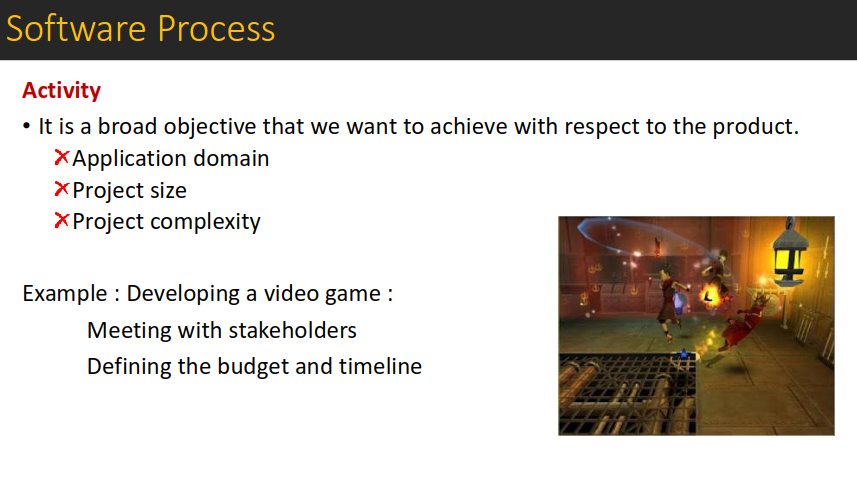 Software Process
Activity
• It is a broad objective that we want to achieve with respect to the product.
✗Application domain
✗Project size
✗Project complexity
Example : Developing a video game :
Meeting with stakeholders
Defining the budget and timeline